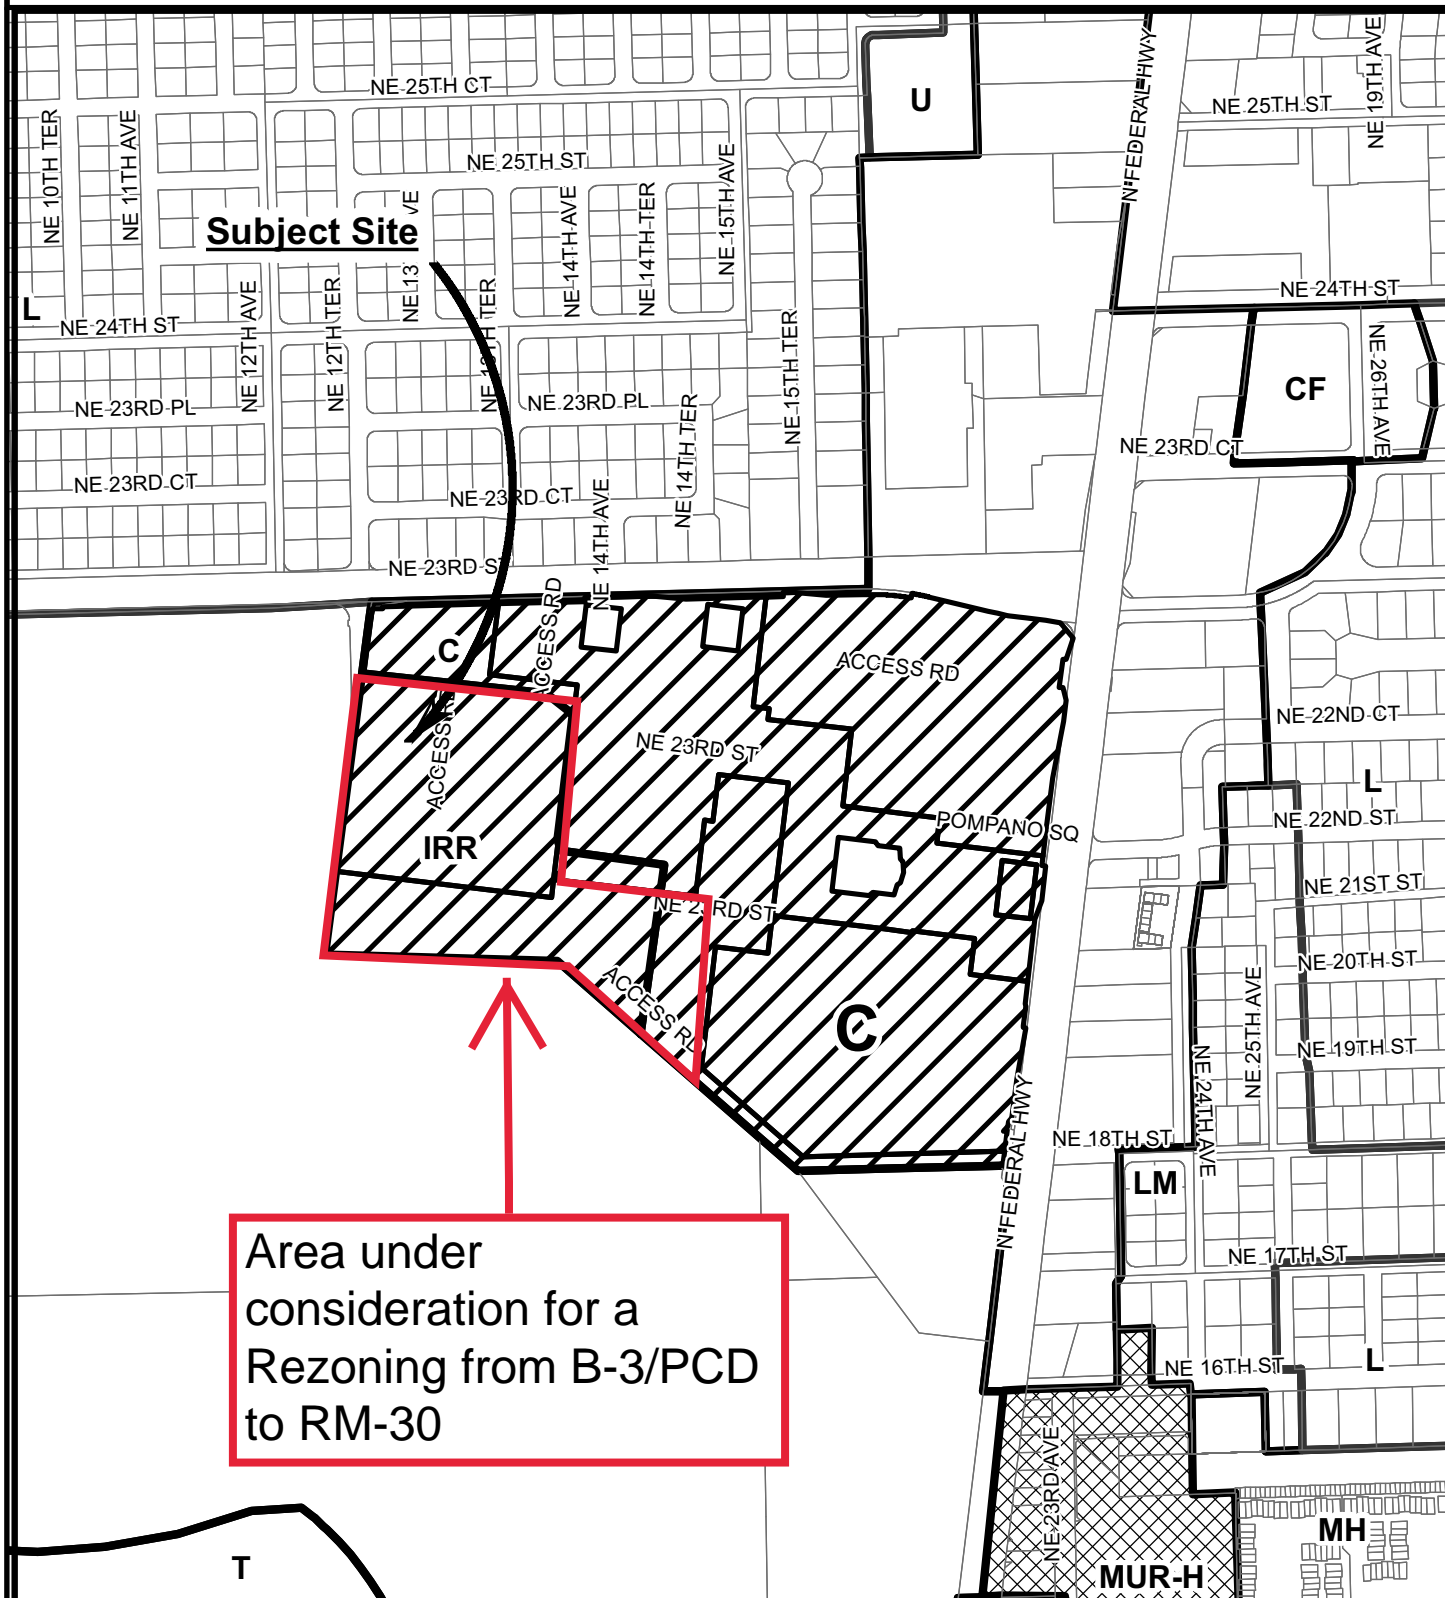 NE 25TH CT
U
NE 25TH ST
NE 19TH AVE
N FEDERAL HWY
NE 10TH TER
NE 11TH AVE
NE 25TH ST
NE 15TH AVE
NE 14TH AVE
NE 14TH TER
Subject Site
NE 12TH AVE
NE 12TH TER
L
NE 24TH ST
NE 24TH ST
NE 15TH TER
NE 26TH AVE
CF
NE 23RD PL
NE 23RD PL
NE 14TH TER
NE 23RD CT
NE 23RD CT
NE 23RD CT
NE 14TH AVE
NE 23RD ST
ACCESS RD
C
ACCESS RD
NE 22ND CT
NE 23RD ST
ACCESS RD
L
POMPANO SQ
NE 22ND ST
IRR
NE 21ST ST
NE 23RD ST
NE 20TH ST
ACCESS RD
C
NE 25TH AVE
NE 19TH ST
NE 24TH AVE
N FEDERAL HWY
NE 18TH ST
LM
NE 17TH ST
Area under
consideration for a
Rezoning from B-3/PCD
to RM-30
NE 16TH ST
L
NE 23RD AVE
MH
T
MUR-H